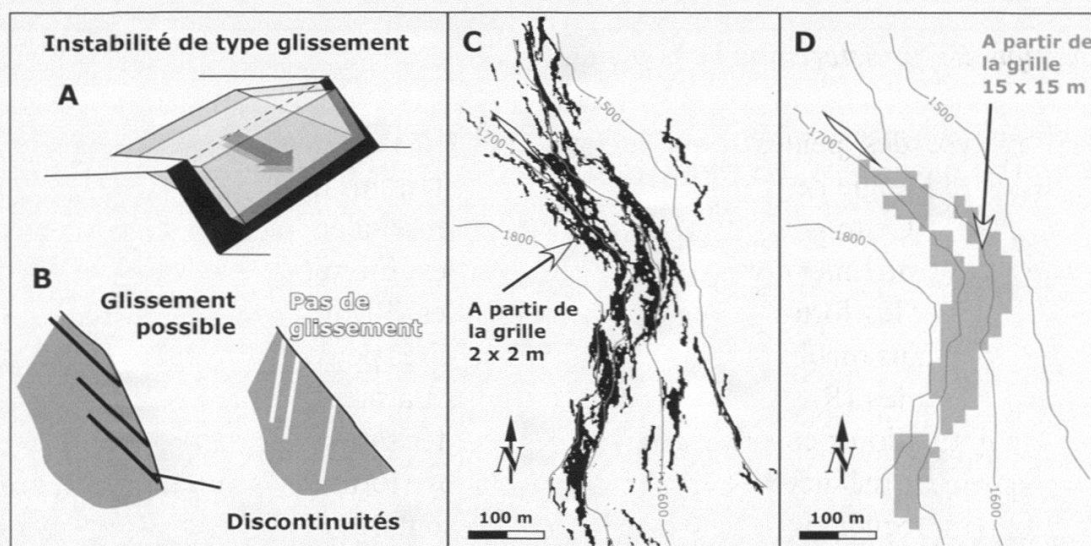 Instabilité de type glissement
A
B
Glissement
possible
Pas de
glissement
Discontinuités
C
1500
1700
1800
A partir de
la grille
2 x 2 m
N
1600
100 m
D
A partir de
la grille
15 x 15 m
1500
1700
1800
N
1600
100 m